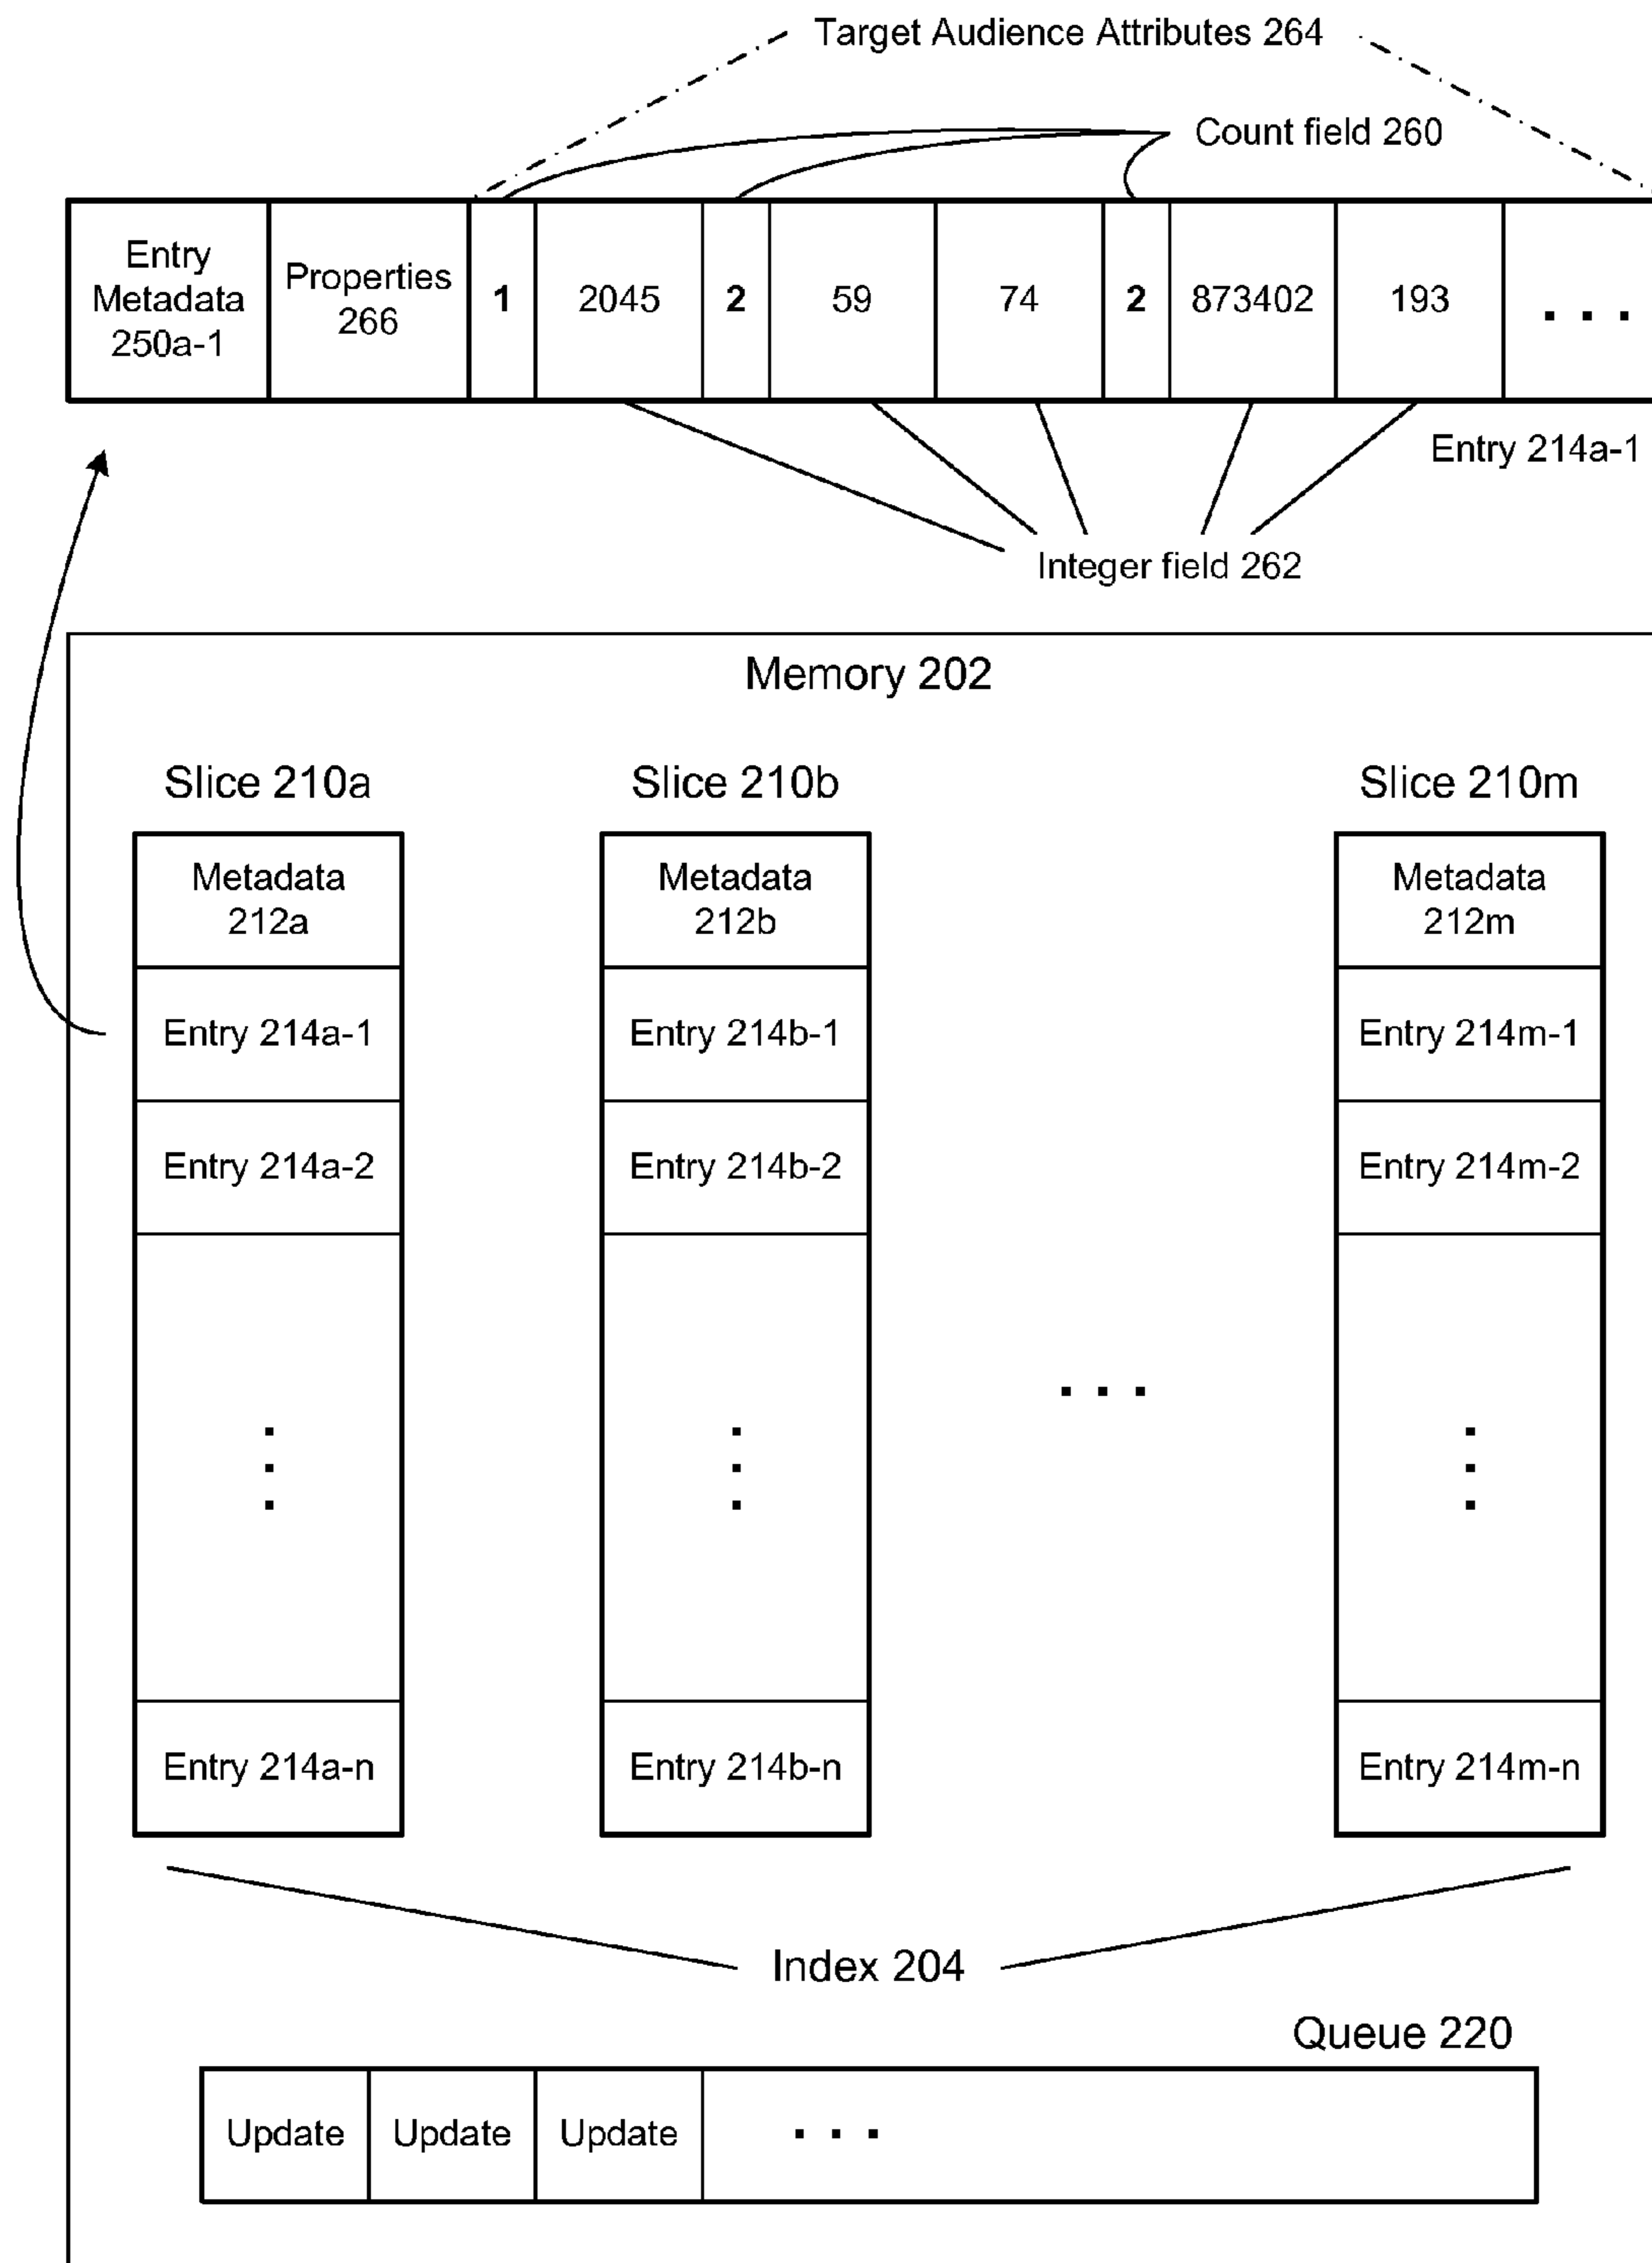 Target Audience Attributes 264
Count field 260
Entry
Metadata
250a-1
Properties
266
1
2045
2
59
74
2
873402
193
. . .
Entry 214a-1
Integer field 262
Memory 202
Slice 210a
Slice 210b
Slice 210m
Metadata
212a
Metadata
212b
Metadata
212m
Entry 214a-1
Entry 214b-1
Entry 214m-1
Entry 214a-2
Entry 214b-2
Entry 214m-2
. . .
Entry 214a-n
Entry 214b-n
Entry 214m-n
Index 204
Queue 220
Update
Update
Update
. . .